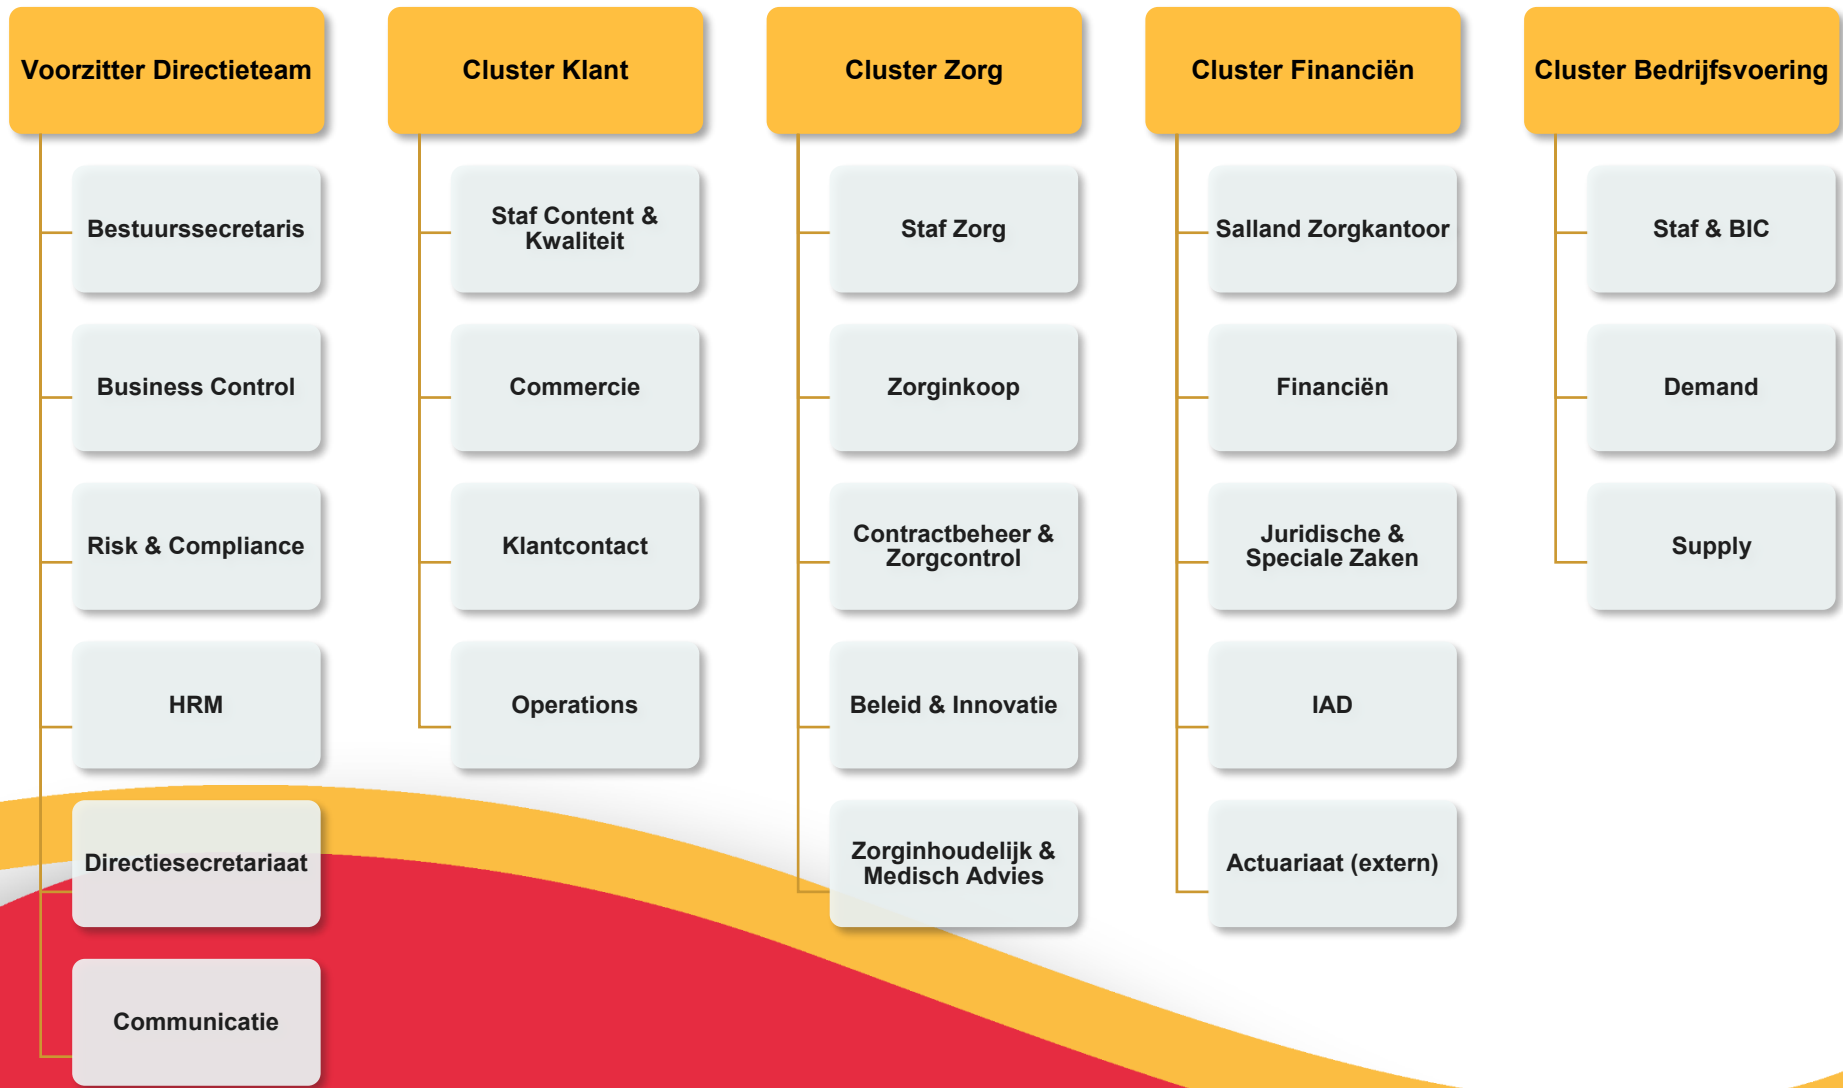 Voorzitter Directieteam
Bestuurssecretaris
Business Control
Risk & Compliance
HRM
Directiesecretariaat
Communicatie
Cluster Klant
Staf Content &
Kwaliteit
Commercie
Klantcontact
Operations
Cluster Zorg
Staf Zorg
Zorginkoop
Contractbeheer &
Zorgcontrol
Beleid & Innovatie
Zorginhoudelijk &
Medisch Advies
Cluster Financiën
Salland Zorgkantoor
Financiën
Juridische &
Speciale Zaken
IAD
Actuariaat (extern)
Cluster Bedrijfsvoering
Staf & BIC
Demand
Supply